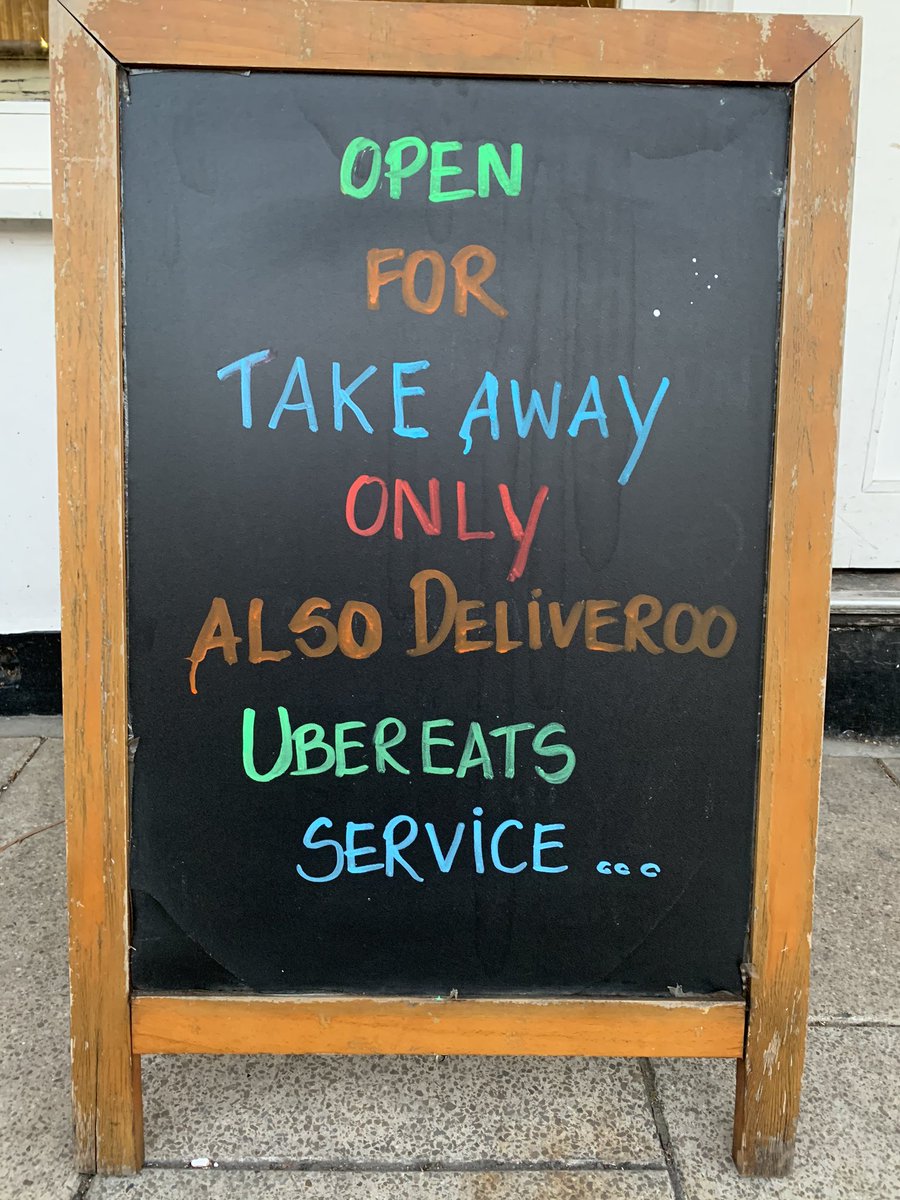 OPEN
FOR
TAKE AWAY
ONLY
ALSO DELiVEROO
UBEREATS
SERViCE ...